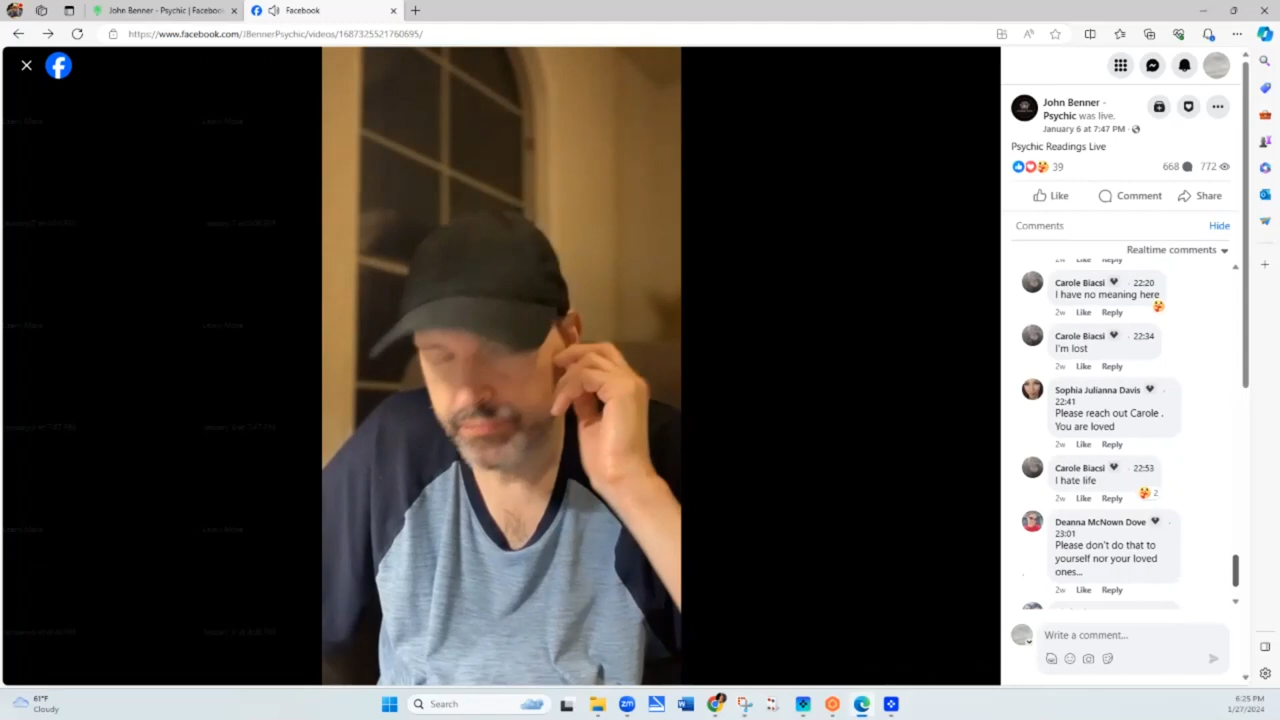 John Benner - Psychic | Facebook
Facebook
https://www.facebook.com/JBennerPsychic/videos/1687325521760695/
John Benner -
Psychic was live.
January 6 at 7:47 PM
Psychic Readings Live
39
668 772
Like
Comment
Share
Comments
Hide
Realtime comments
2w Like Reply
Carole Biacsi 22:20
I have no meaning here
2w Like Reply
Carole Biacsi 22:34
I'm lost
2w Like Reply
Sophia Julianna Davis
22:41
Please reach out Carole .
You are loved
2w Like Reply
Carole Biacsi 22:53
I hate life
2w Like Reply
2
Deanna McNown Dove
23:01
Please don't do that to
yourself nor your loved
ones...
2w Like Reply
Write a comment...
61°F
Cloudy
Search
6:25 PM
1/27/2024